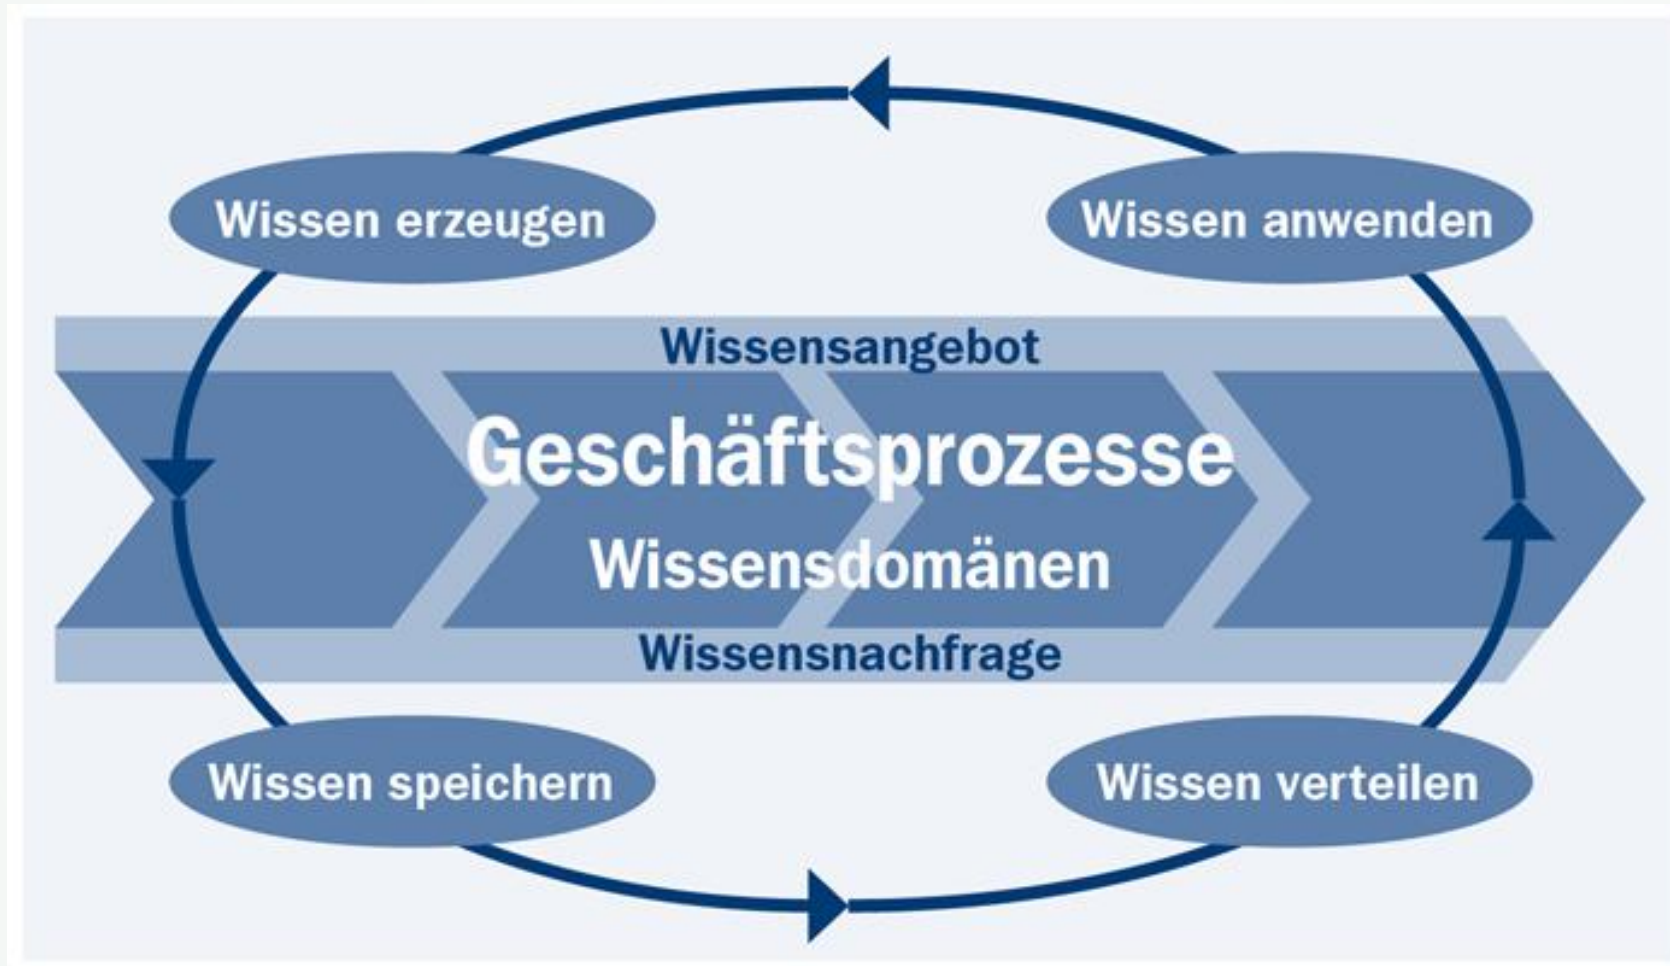 Wissen erzeugen
Wissen anwenden
Wissensangebot
Geschäftsprozesse
Wissensdomänen
Wissensnachfrage
Wissen speichern
Wissen verteilen